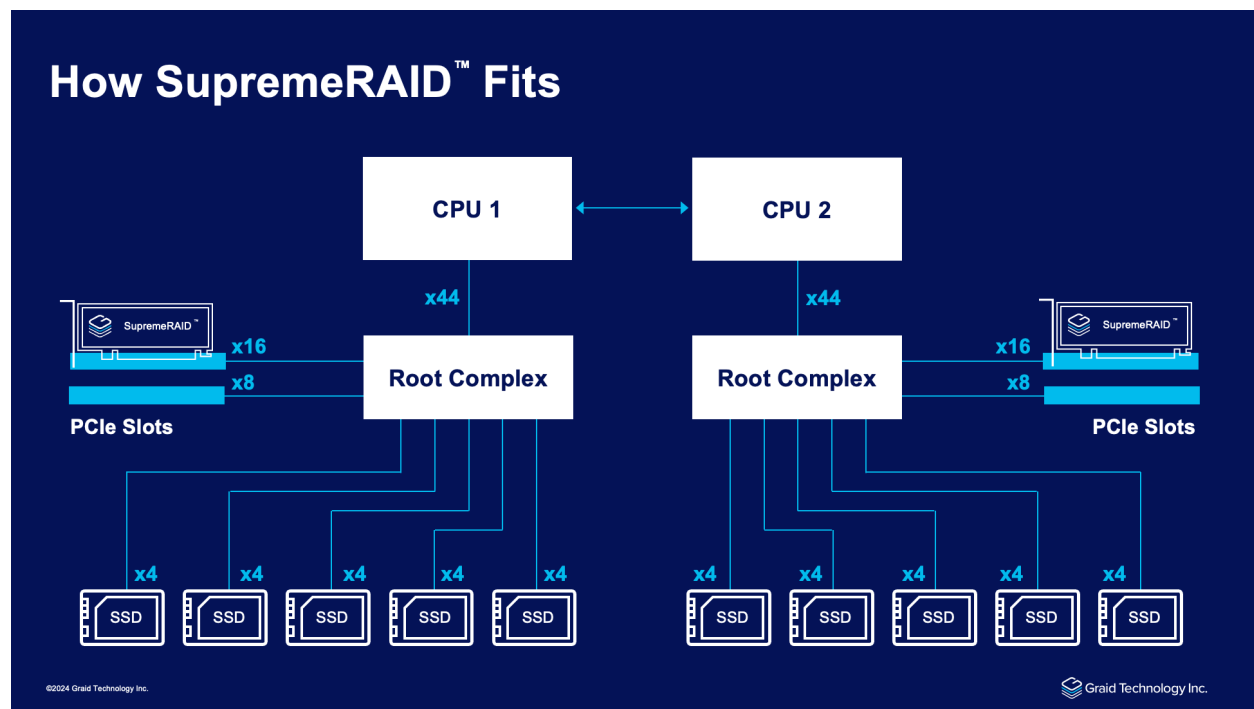 How SupremeRAID™ Fits
CPU 1
CPU 2
x44
x44
SupremeRAID™
SupremeRAID™
x16
x16
Root Complex
Root Complex
x8
x8
PCIe Slots
PCIe Slots
x4
x4
x4
x4
x4
x4
x4
x4
x4
x4
SSD
SSD
SSD
SSD
SSD
SSD
SSD
SSD
SSD
SSD
©2024 Graid Technology Inc.
Graid Technology Inc.